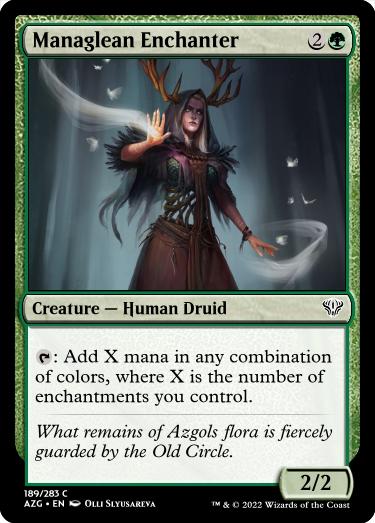 Managlean Enchanter 2
Creature — Human Druid
: Add X mana in any combination
of colors, where X is the number of
enchantments you control.
What remains of Azgols flora is fiercely
guarded by the Old Circle.
2/2
189/283 C
AZG • EN Olli Slyusareva
™ & © 2022 Wizards of the Coast